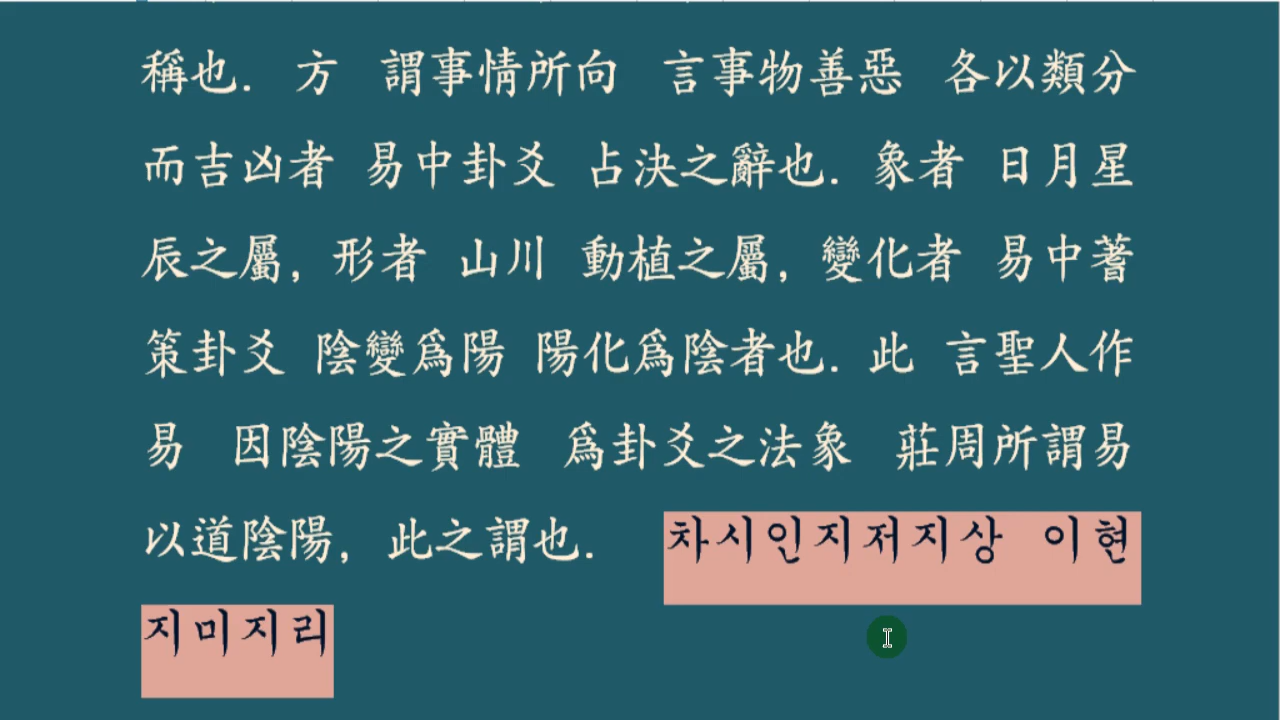 稱也. 方 謂事情所向 言事物善惡 各以類分
而吉凶者 易中卦爻 占決之辭也. 象者 日月星
辰之屬, 形者 山川 動植之屬, 變化者 易中蓍
策卦爻 陰變爲陽 陽化爲陰者也. 此 言聖人作
易 因陰陽之實體 爲卦爻之法象 莊周所謂易
以道陰陽, 此之謂也. 차시인지저지상 이현
지미지리